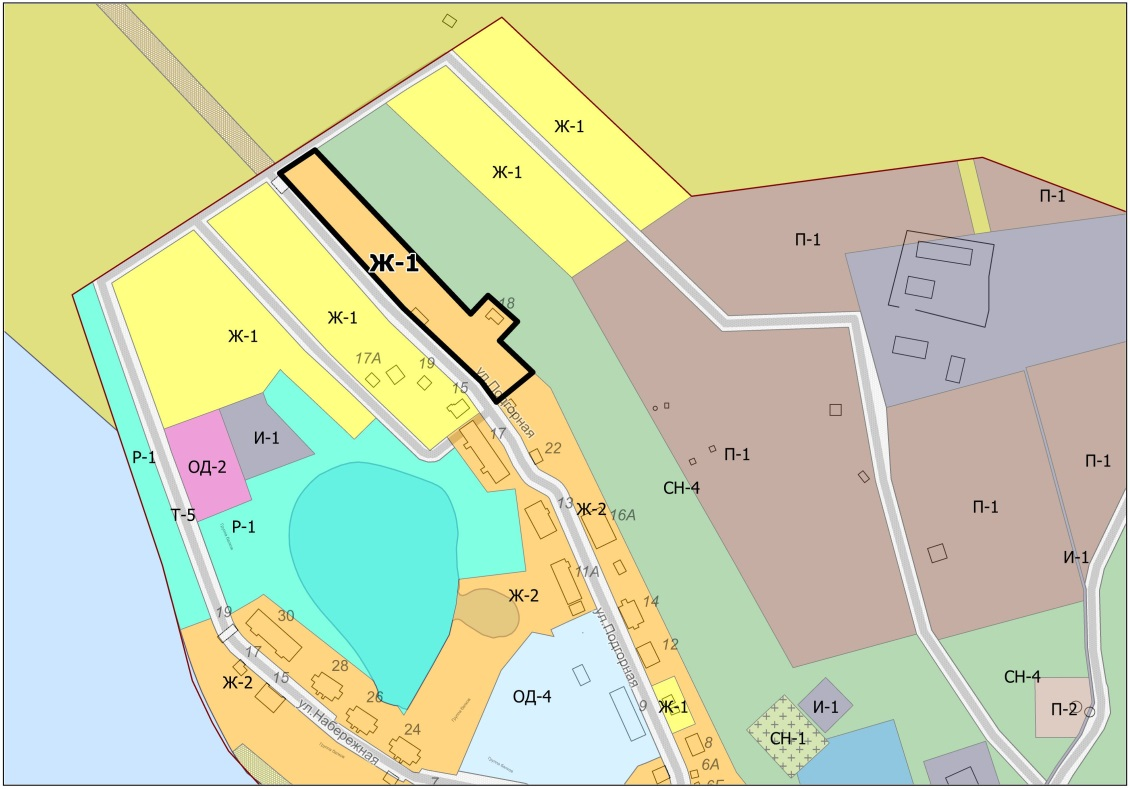 Ж-1
Ж-1
П-1
П-1
Ж-1
18
Ж-1
Ж-1
17А
19
15
ул.Подгорная
И-1
17
22
Р-1
ОД-2
П-1
П-1
СН-4
Т-5
Р-1
13
Ж-2
16А
П-1
И-1
11А
Ж-2
14
19
30
ул.Подгорная
12
17
28
Ж-2
15
26
ОД-4
9
Ж-1
СН-4
И-1
П-2
ул.Набережная
24
8
СН-1
6А
7